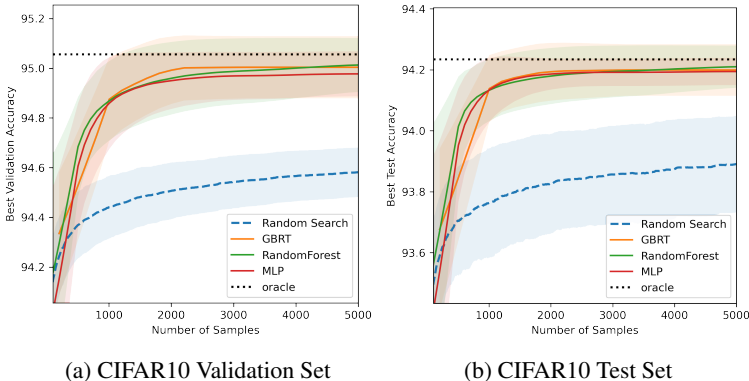 95.2
95.0
94.8
94.6
94.4
94.2
Best Validation Accuracy
1000 2000 3000 4000 5000
Number of Samples
Random Search
GBRT
RandomForest
MLP
oracle
(a) CIFAR10 Validation Set
94.4
94.2
94.0
93.8
93.6
Best Test Accuracy
1000 2000 3000 4000 5000
Number of Samples
Random Search
GBRT
RandomForest
MLP
oracle
(b) CIFAR10 Test Set